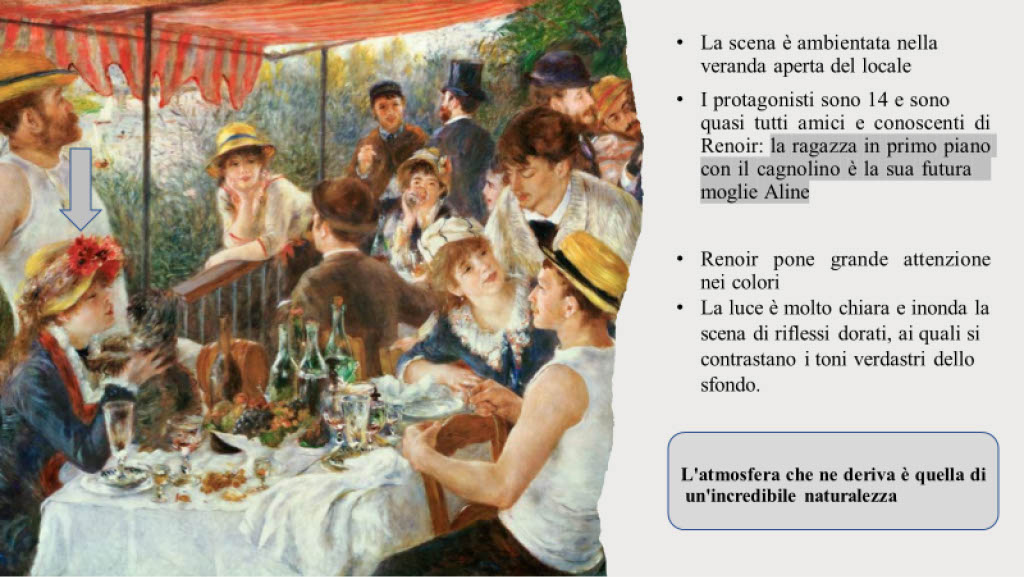 • La scena è ambientata nella
veranda aperta del locale
• I protagonisti sono 14 e sono
quasi tutti amici e conoscenti di
Renoir: la ragazza in primo piano
con il cagnolino è la sua futura
moglie Aline
• Renoir pone grande attenzione
nei colori
• La luce è molto chiara e inonda la
scena di riflessi dorati, ai quali si
contrastano i toni verdastri dello
sfondo.
L'atmosfera che ne deriva è quella di
un'incredibile naturalezza